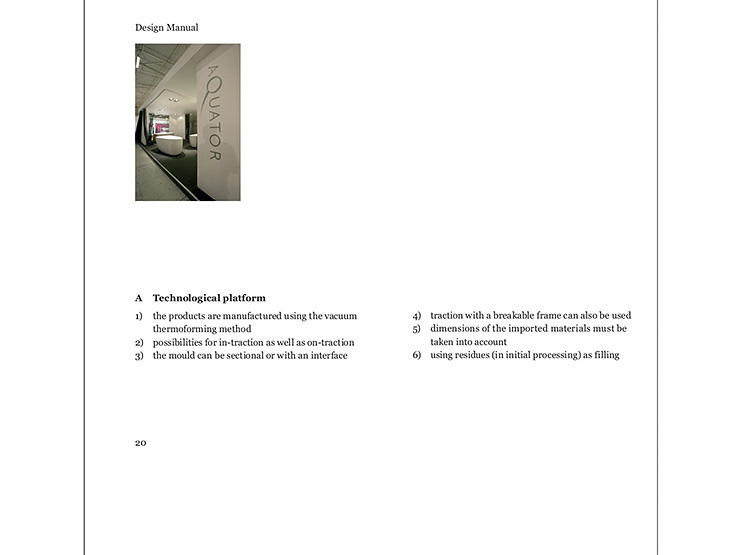 Design Manual
AQUATOR
A Technological platform
1) the products are manufactured using the vacuum
thermoforming method
2) possibilities for in-traction as well as on-traction
3) the mould can be sectional or with an interface
4) traction with a breakable frame can also be used
5) dimensions of the imported materials must be
taken into account
6) using residues (in initial processing) as filling
20